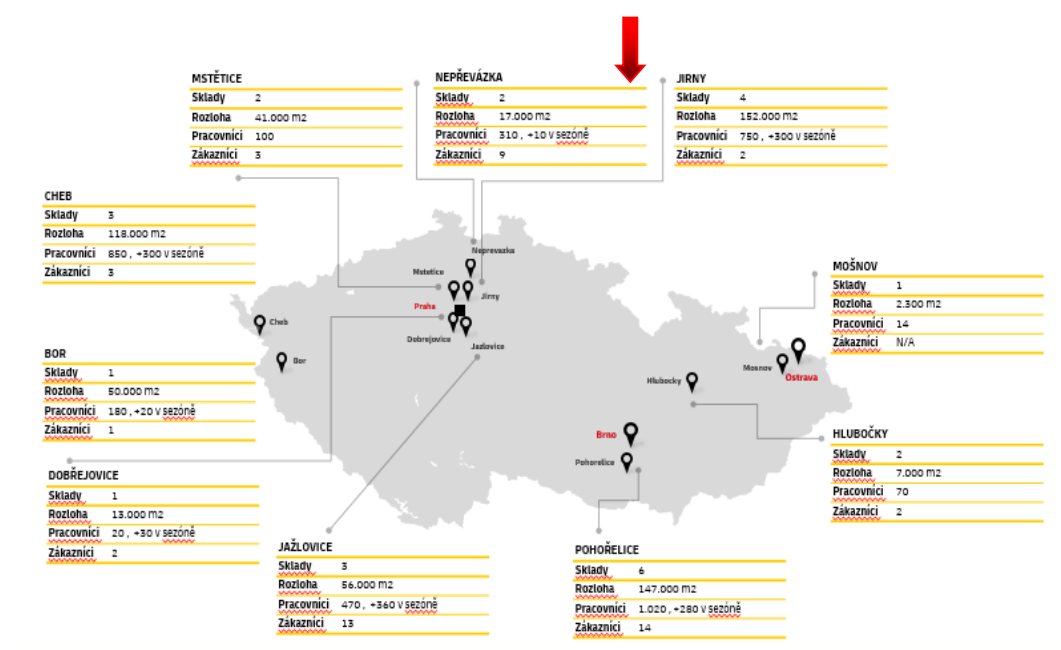 MSTĚTICE
Sklady 2
Rozloha 41.000 m2
Pracovníci 100
Zákazníci 3
NEPŘEVÁZKA
Sklady 2
Rozloha 17.000 m2
Pracovníci 310 , +10 v sezóně
Zákazníci 9
JIRNY
Sklady 4
Rozloha 152.000 m2
Pracovníci 750 , +300 v sezóně
Zákazníci 2
CHEB
Sklady 3
Rozloha 118.000 m2
Pracovníci 850 , +300 v sezóně
Zákazníci 3
Neprevazka
Mstetice
Jirny
Praha
Cheb
Dobrejovice
Jazlovice
Bor
Mosnov
Ostrava
Hlubocky
Brno
Pohorelice
MOŠNOV
Sklady 1
Rozloha 2.300 m2
Pracovníci 14
Zákazníci N/A
BOR
Sklady 1
Rozloha 50.000 m2
Pracovníci 180 , +20 v sezóně
Zákazníci 1
HLUBOČKY
Sklady 2
Rozloha 7.000 m2
Pracovníci 70
Zákazníci 2
DOBŘEJOVICE
Sklady 1
Rozloha 13.000 m2
Pracovníci 20 , +30 v sezóně
Zákazníci 2
JAŽLOVICE
Sklady 3
Rozloha 56.000 m2
Pracovníci 470 , +360 v sezóně
Zákazníci 13
POHOŘELICE
Sklady 6
Rozloha 147.000 m2
Pracovníci 1.020 , +280 v sezóně
Zákazníci 14